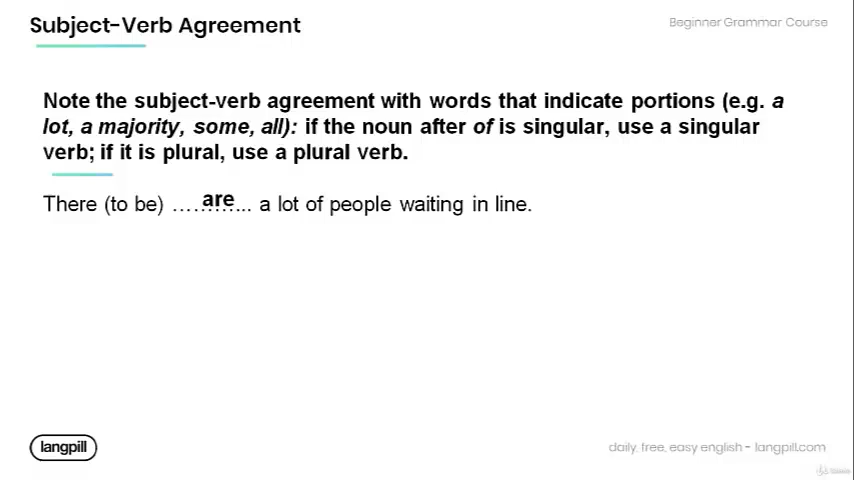 Subject-Verb Agreement
Beginner Grammar Course
Note the subject-verb agreement with words that indicate portions (e.g. a
lot, a majority, some, all): if the noun after of is singular, use a singular
verb; if it is plural, use a plural verb.
There (to be) ….are….. a lot of people waiting in line.
langpill
daily, free, easy english - langpill.com